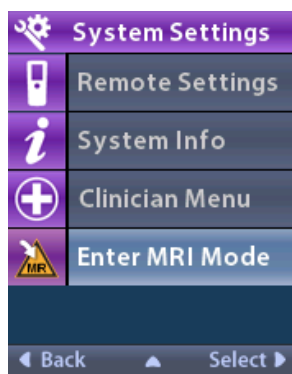 System Settings
Remote Settings
i System Info
Clinician Menu
MR Enter MRI Mode
Back Select